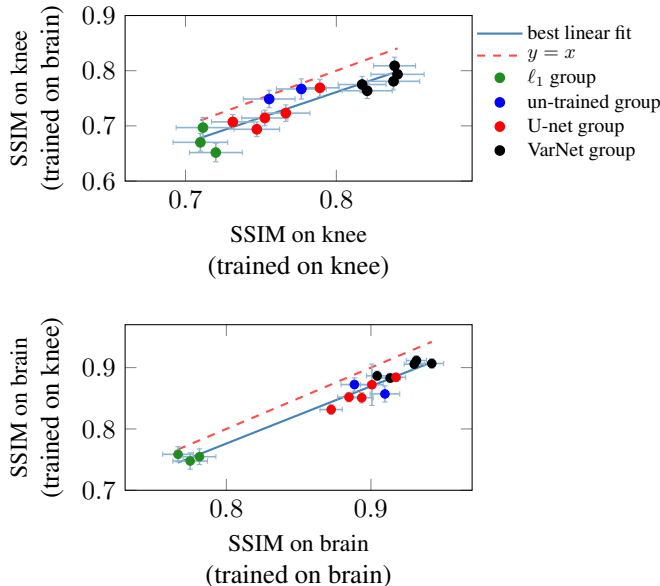 0.9
0.8
0.7
0.6
SSIM on knee
(trained on brain)
0.7
0.8
SSIM on knee
(trained on knee)
best linear fit
y = x
ℓ₁ group
un-trained group
U-net group
VarNet group
0.9
0.8
0.7
SSIM on brain
(trained on knee)
0.8
0.9
SSIM on brain
(trained on brain)